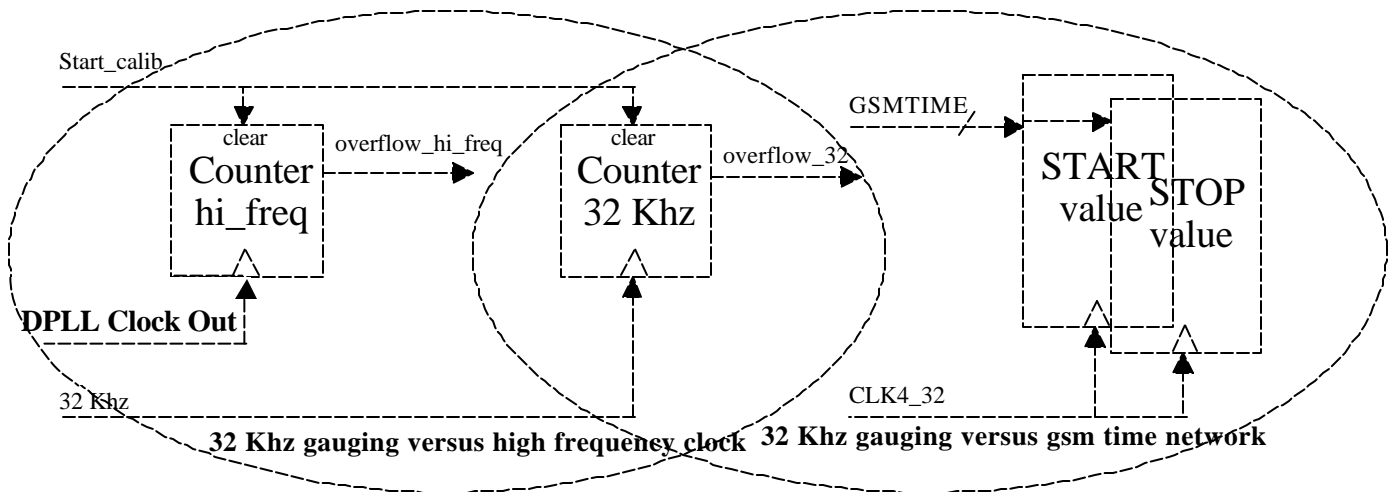 Start_calib
GSMTIME
clear
Counter
hi_freq
overflow_hi_freq
clear
Counter
32 Khz
overflow_32
START
value
STOP
value
DPLL Clock Out
32 Khz
CLK4_32
32 Khz gauging versus high frequency clock
32 Khz gauging versus gsm time network